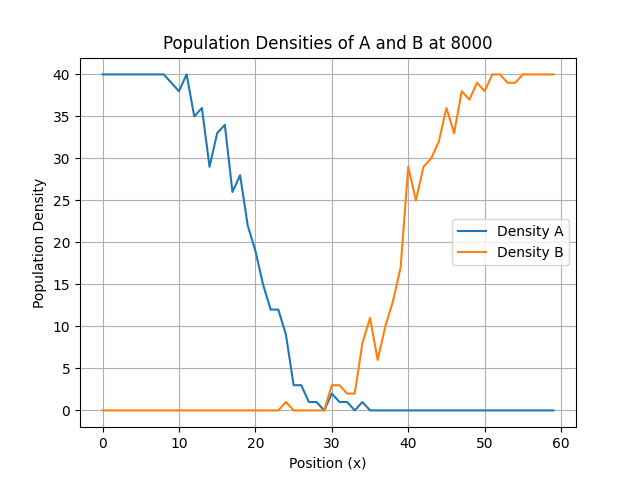 Population Densities of A and B at 8000
Population Density
40
35
30
25
20
15
10
5
0
Density A
Density B
0 10 20 30 40 50 60
Position (x)